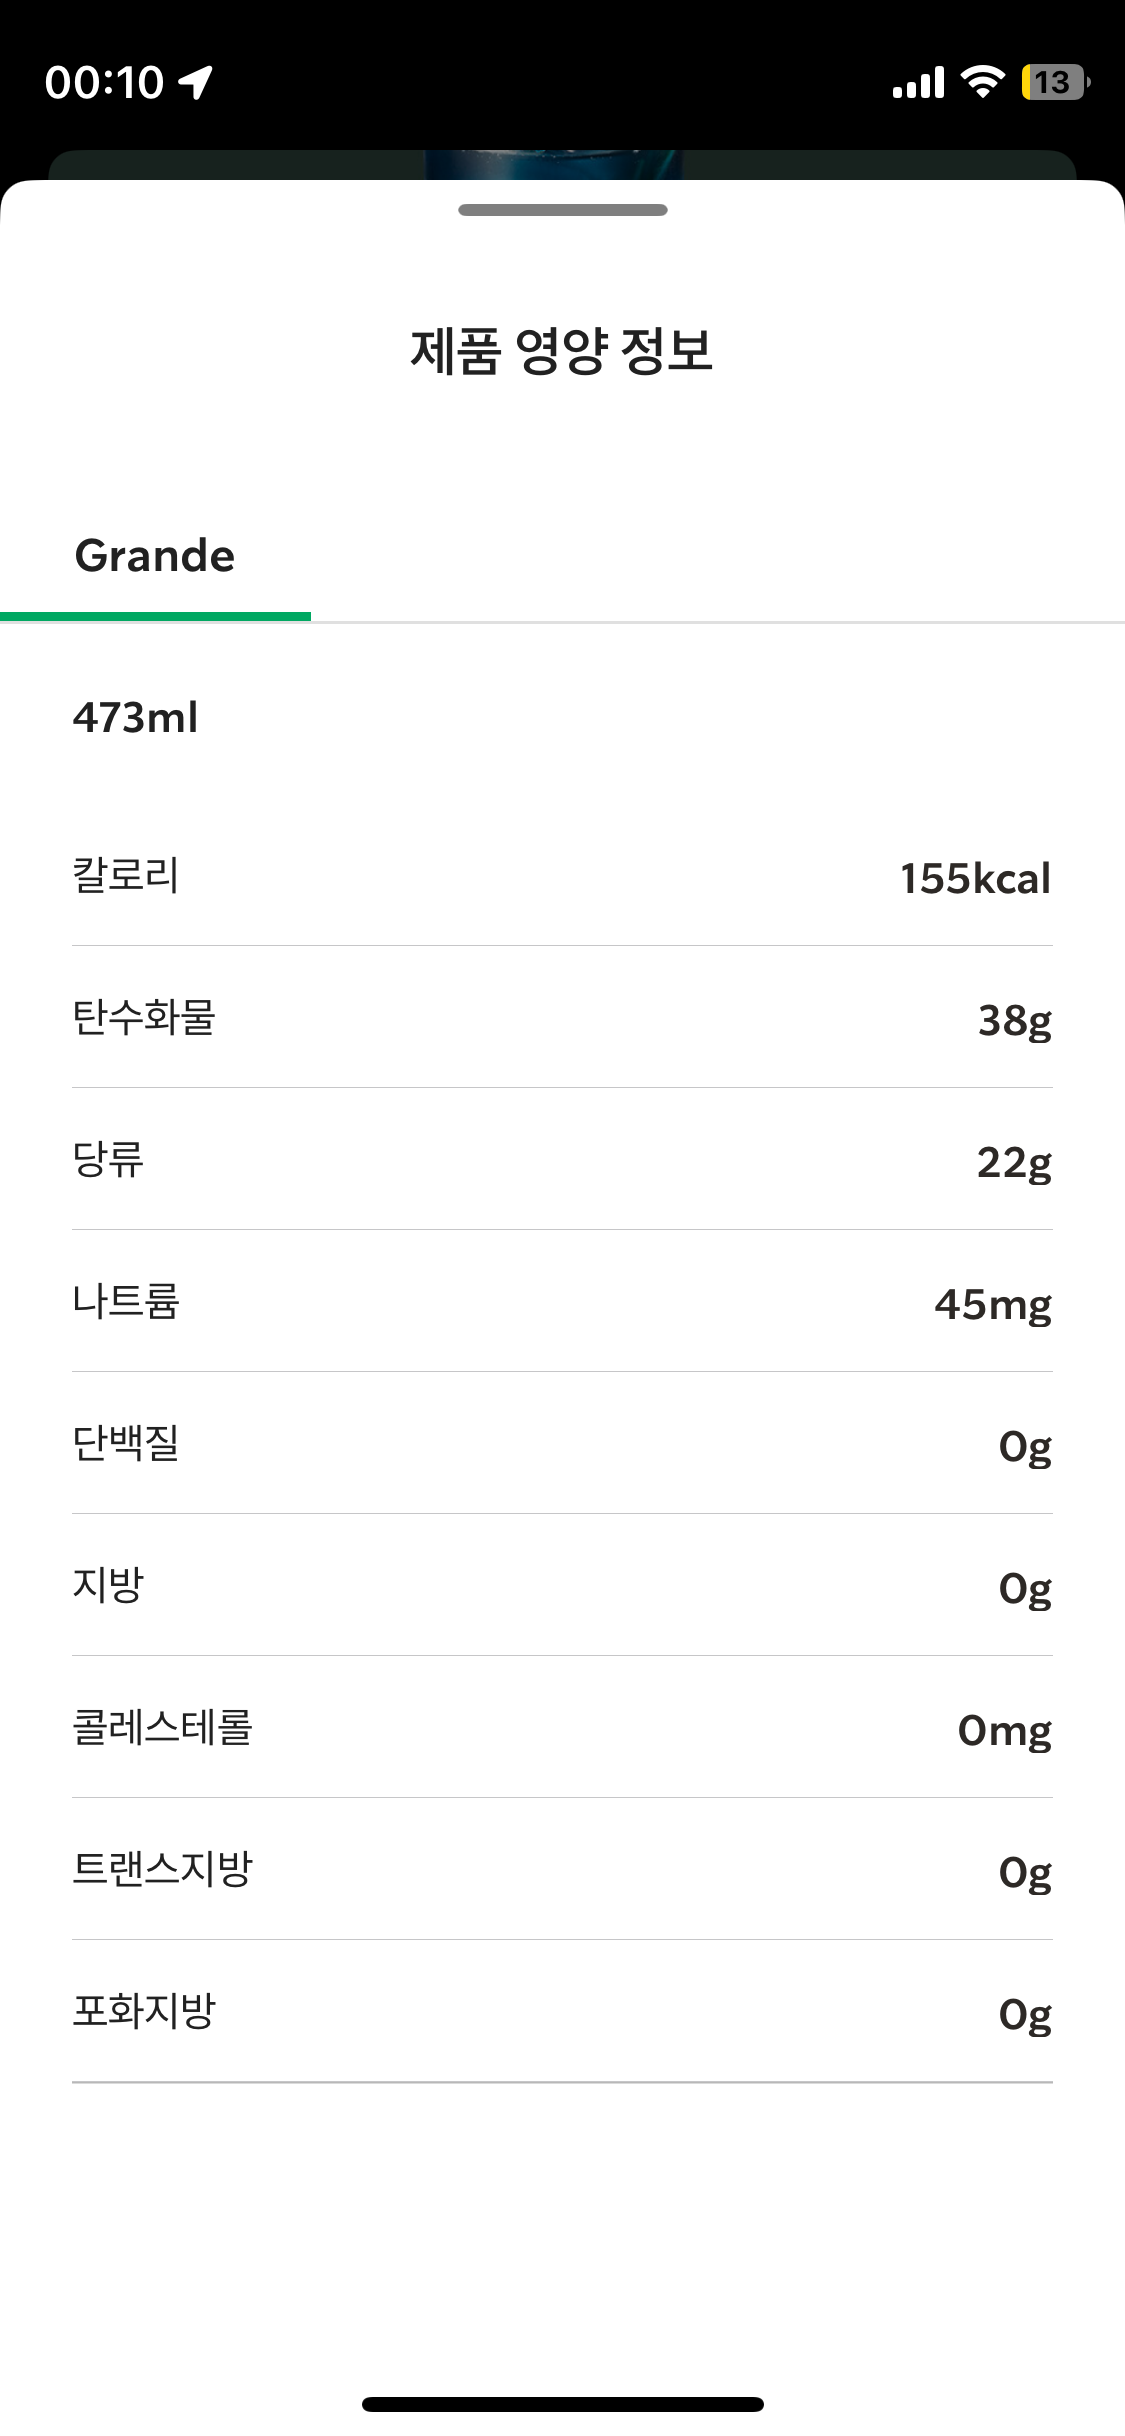 00:10
13
제품 영양 정보
Grande
473ml
칼로리 155kcal
탄수화물 38g
당류 22g
나트륨 45mg
단백질 0g
지방 0g
콜레스테롤 0mg
트랜스지방 0g
포화지방 0g